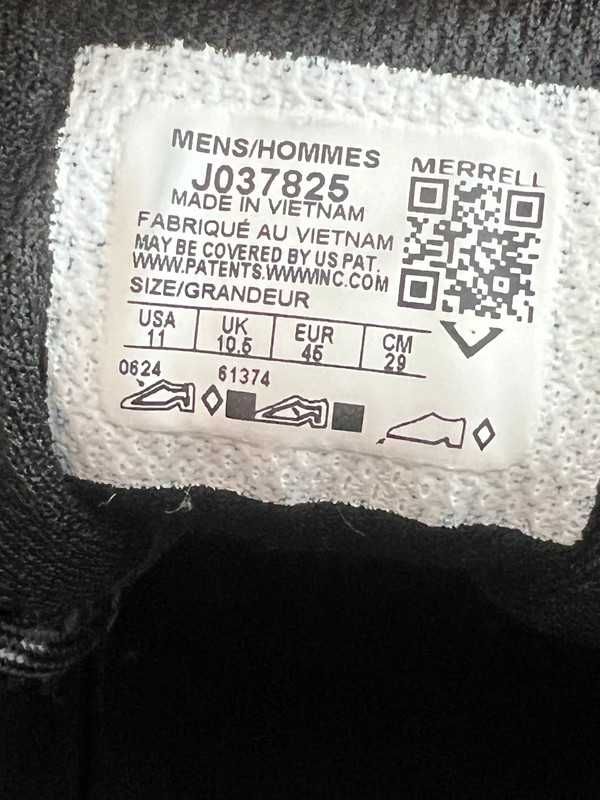 MENS/HOMMES
J037825
MERRELL
MADE IN VIETNAM
FABRIQUÉ AU VIETNAM
MAY BE COVERED BY US PAT.
WWW.PATENTS.WWWINC.COM
SIZE/GRANDEUR
USA UK EUR CM
11 10.5 45 29
0624 61374